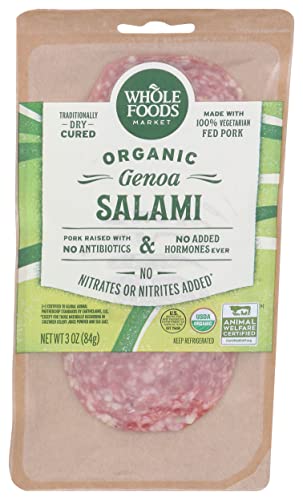 WHOLE
FOODS
MARKET
TRADITIONALLY
DRY
CURED
MADE WITH
100% VEGETARIAN
FED PORK
ORGANIC
Genoa
SALAMI
PORK RAISED WITH
NO ANTIBIOTICS
&
NO ADDED
HORMONES EVER
NO
NITRATES OR NITRITES ADDED*
NET WT 3 OZ (84g)
U.S.
USDA
ORGANIC
ANIMAL
WELFARE
CERTIFIED
KEEP REFRIGERATED